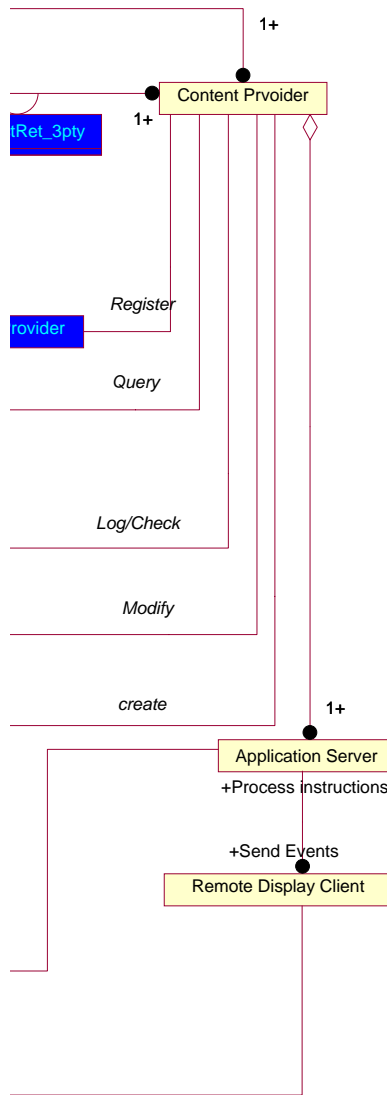 1+
Content Prvoider
1+
tRet_3pty
Register
rovider
Query
Log/Check
Modify
create
1+
Application Server
+Process instructions
+Send Events
Remote Display Client